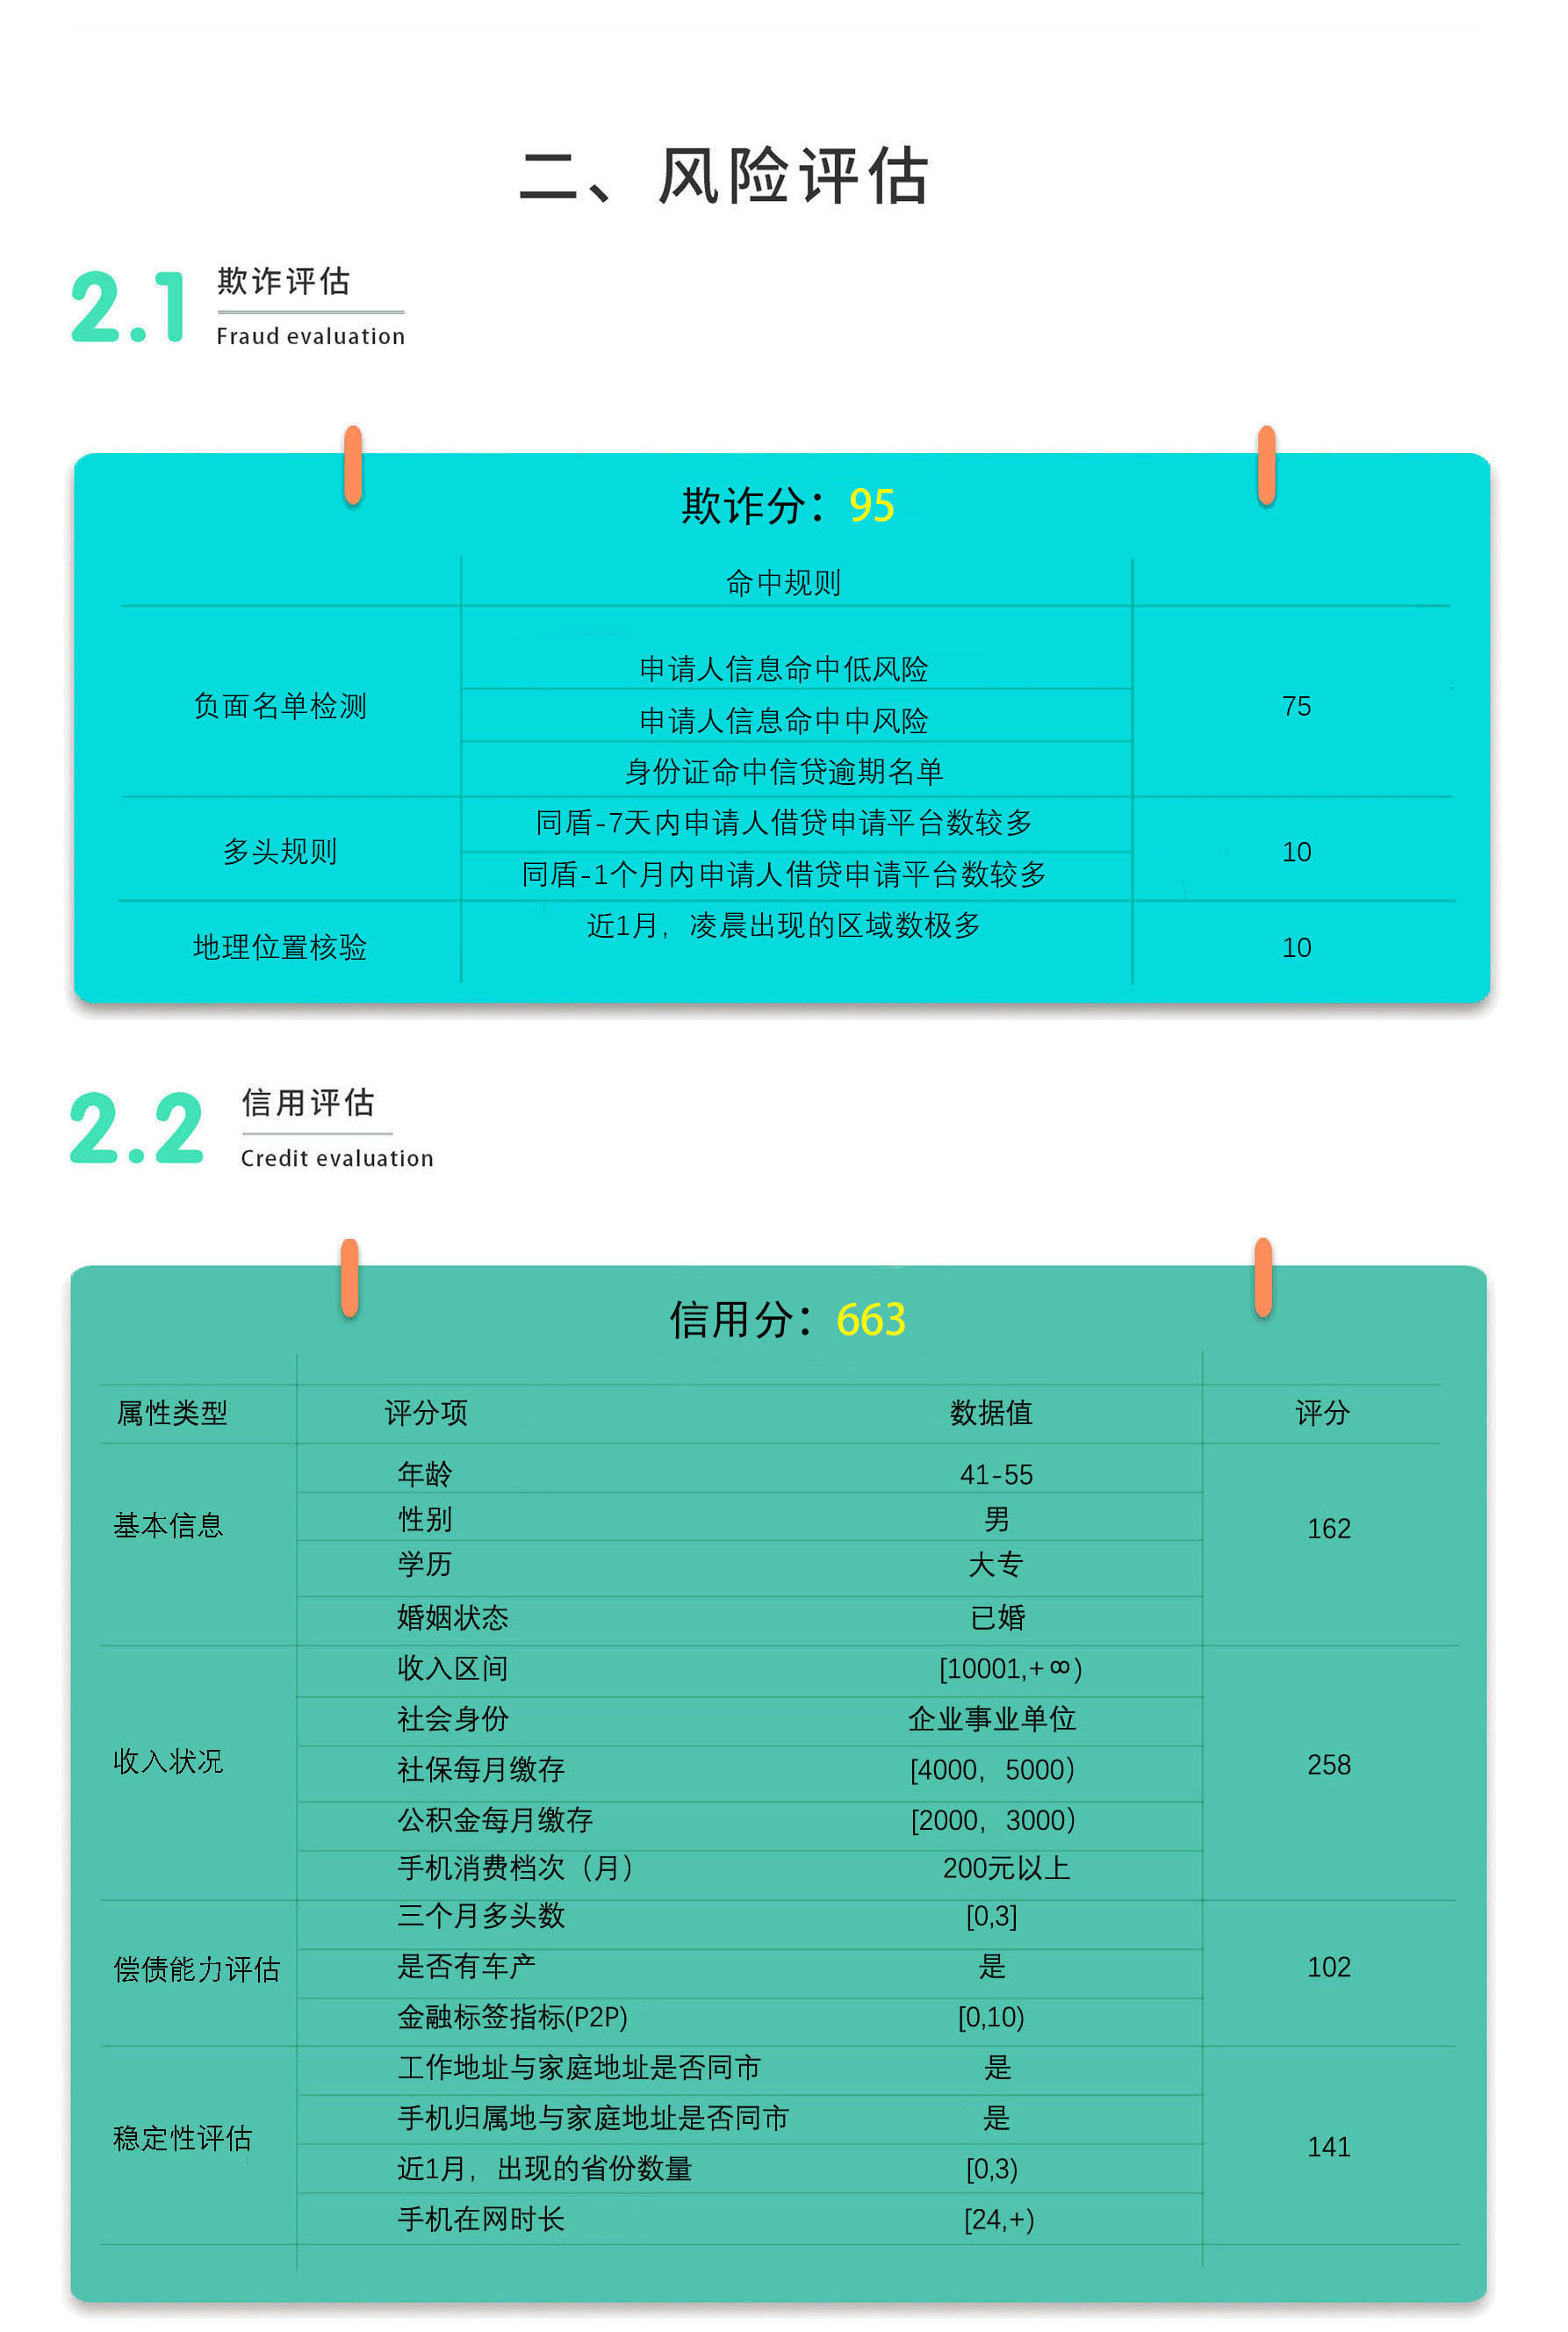 二、风险评估
2.1 欺诈评估
Fraud evaluation
欺诈分：95
命中规则
申请人信息命中低风险
负面名单检测 申请人信息命中中风险 75
身份证命中信贷逾期名单
同盾-7天内申请人借贷申请平台数较多
多头规则 10
同盾-1个月内申请人借贷申请平台数较多
近1月，凌晨出现的区域数极多
地理位置核验 10
2.2 信用评估
Credit evaluation
信用分：663
属性类型 评分项 数据值 评分
年龄 41-55
基本信息 性别 男 162
学历 大专
婚姻状态 已婚
收入区间 [10001,+∞)
社会身份 企业事业单位
收入状况 社保每月缴存 [4000，5000） 258
公积金每月缴存 [2000，3000）
手机消费档次（月） 200元以上
三个月多头数 [0,3]
偿债能力评估 是否有车产 是 102
金融标签指标(P2P) [0,10)
工作地址与家庭地址是否同市 是
手机归属地与家庭地址是否同市 是
稳定性评估 141
近1月，出现的省份数量 [0,3)
手机在网时长 [24,+)